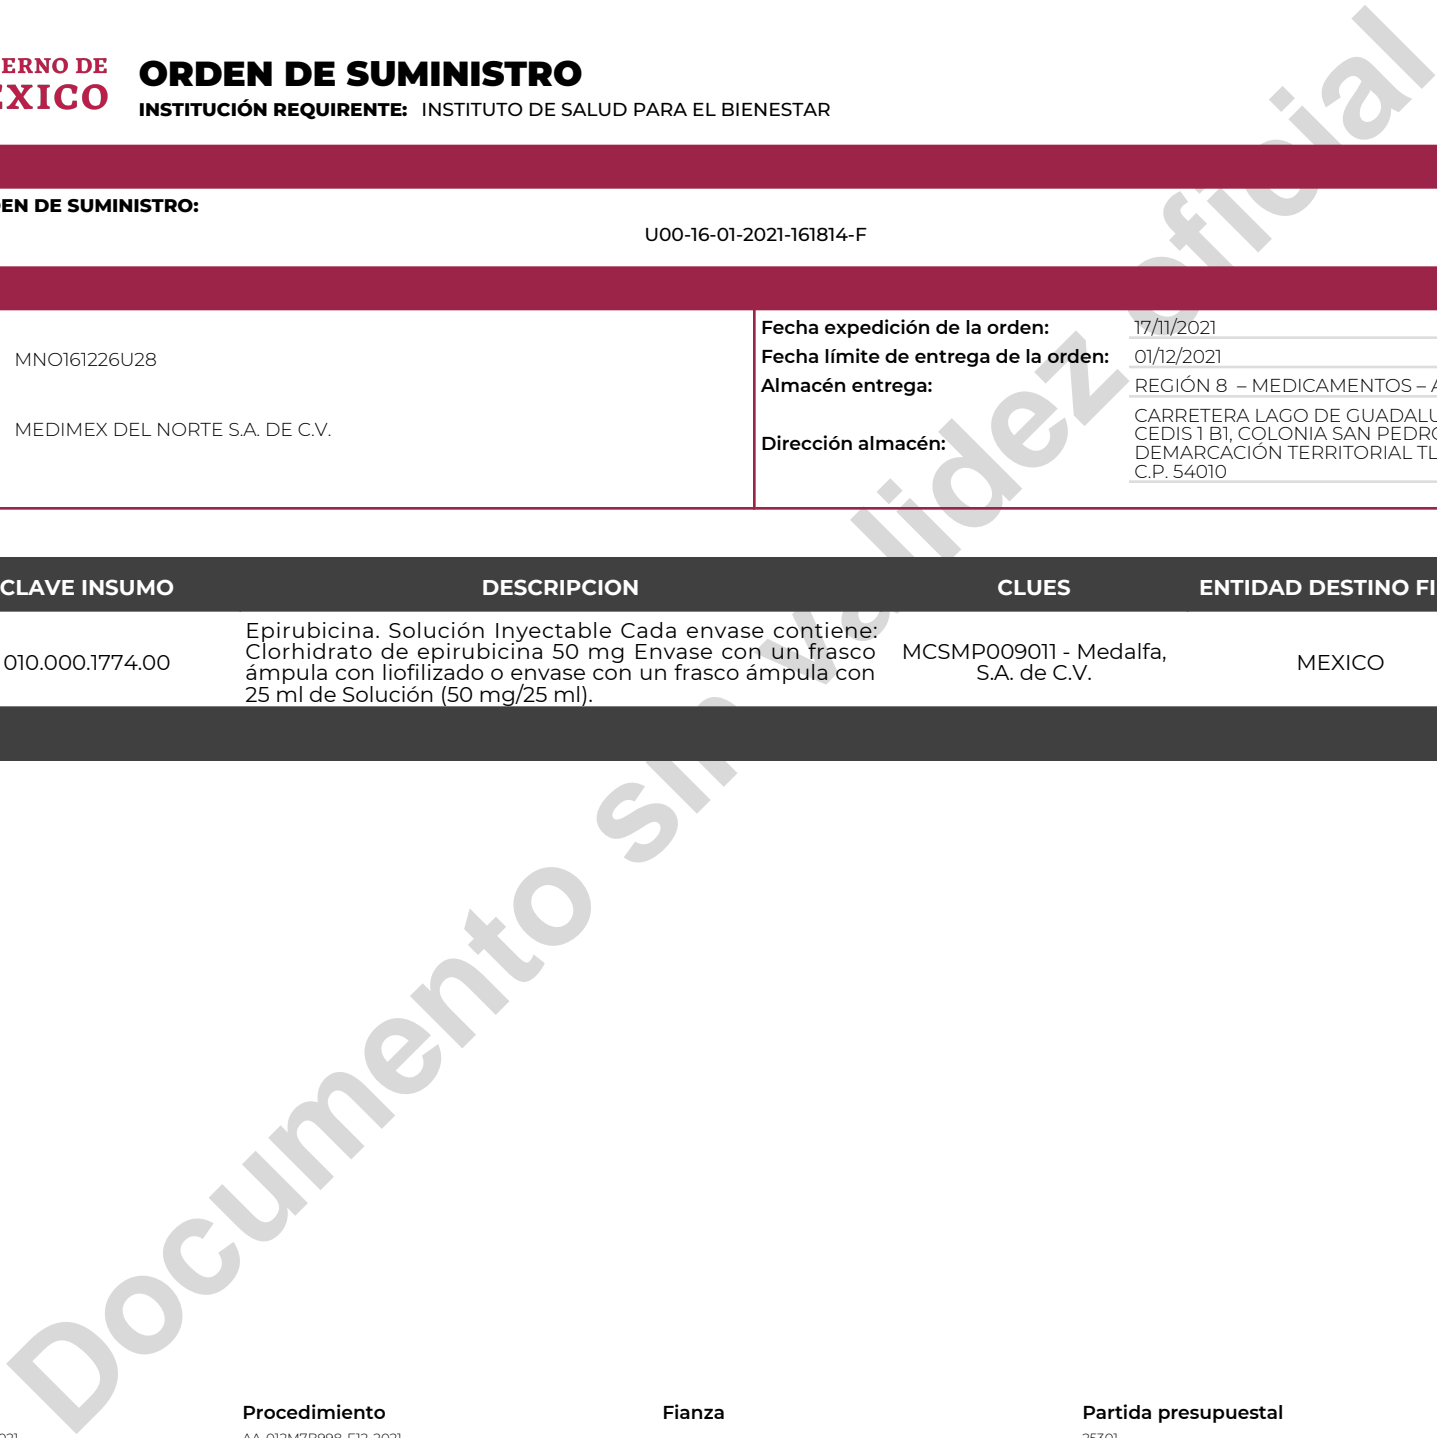 ERNO DE
ORDEN DE SUMINISTRO
EXICO
INSTITUCIÓN REQUIRENTE: INSTITUTO DE SALUD PARA EL BIENESTAR
EN DE SUMINISTRO:
U00-16-01-2021-161814-F
MNO161226U28
MEDIMEX DEL NORTE S.A. DE C.V.
Fecha expedición de la orden: 17/11/2021
Fecha límite de entrega de la orden: 01/12/2021
Almacén entrega: REGIÓN 8 – MEDICAMENTOS – A
Dirección almacén:
CARRETERA LAGO DE GUADALU
CEDIS 1 B1, COLONIA SAN PEDRO
DEMARCACIÓN TERRITORIAL TL
C.P. 54010
CLAVE INSUMO DESCRIPCION CLUES ENTIDAD DESTINO FI
010.000.1774.00
Epirubicina. Solución Inyectable Cada envase contiene:
Clorhidrato de epirubicina 50 mg Envase con un frasco
ámpula con liofilizado o envase con un frasco ámpula con
25 ml de Solución (50 mg/25 ml).
MCSMP009011 - Medalfa,
S.A. de C.V.
MEXICO
Documento sin validez oficial
Procedimiento Fianza Partida presupuestal